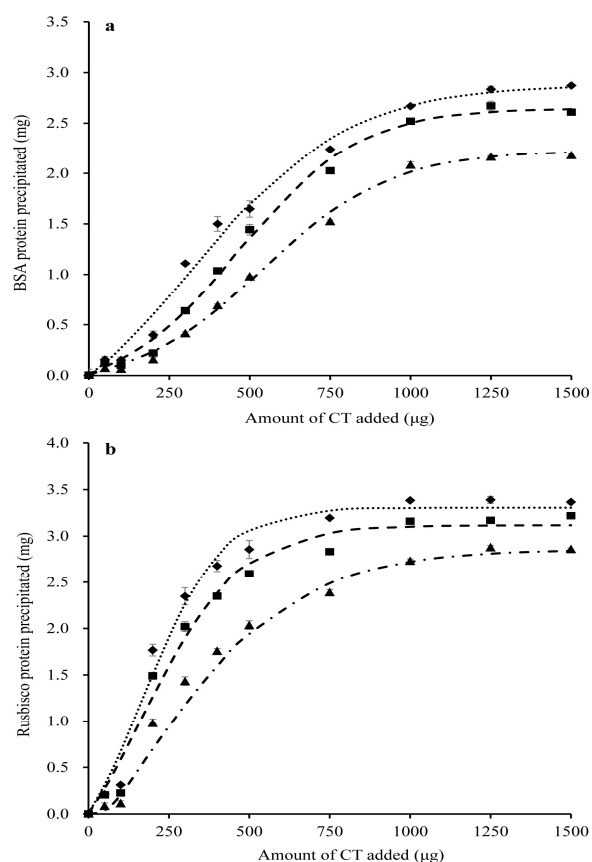 a
3.5
3.0
2.5
2.0
1.5
1.0
0.5
0.0
BSA protein precipitated (mg)
0 250 500 750 1000 1250 1500
Amount of CT added (µg)
b
4.0
3.5
3.0
2.5
2.0
1.5
1.0
0.5
0.0
Rusbisco protein precipitated (mg)
0 250 500 750 1000 1250 1500
Amount of CT added (µg)